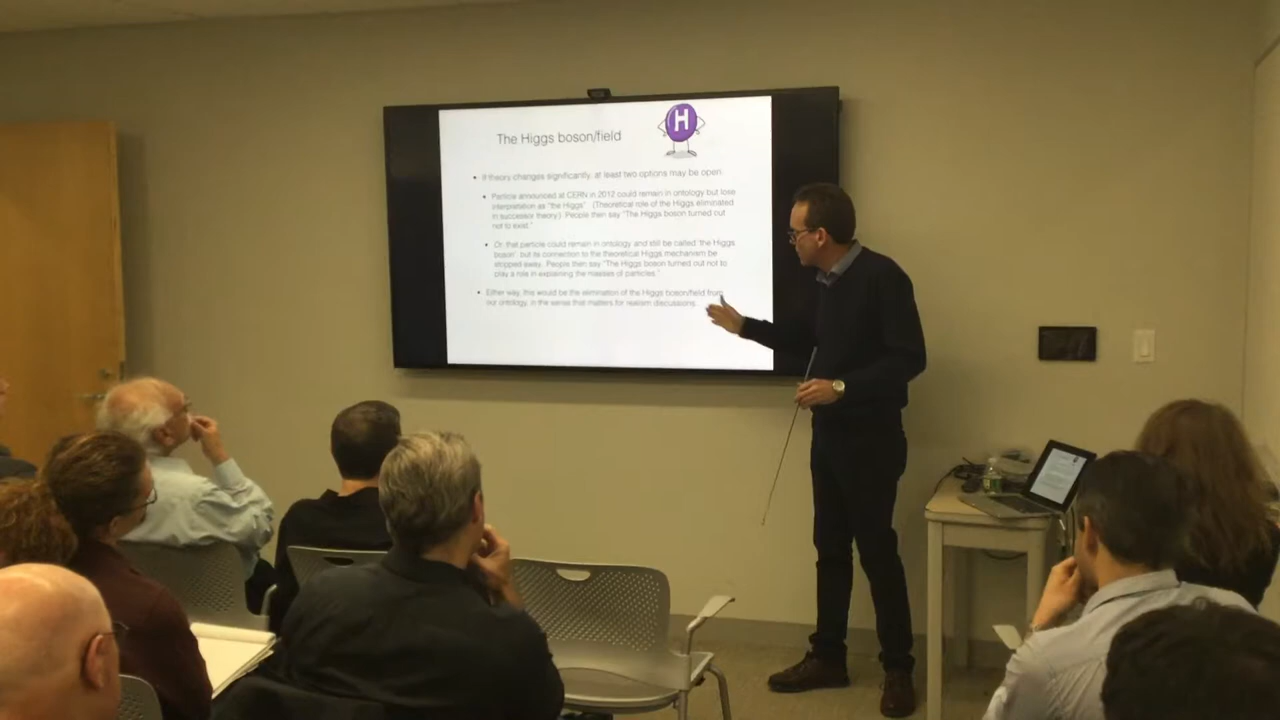 The Higgs boson/field
H
• If theory changes significantly, at least two options may be open.
• Particle announced at CERN in 2012 could remain in ontology but lose
interpretation as "the Higgs". (Theoretical role of the Higgs eliminated
in successor theory.) People then say "The Higgs boson turned out
not to exist."
• Or, that particle could remain in ontology and still be called 'the Higgs
boson', but its connection to the theoretical Higgs mechanism be
stripped away. People then say "The Higgs boson turned out not to
play a role in explaining the masses of particles."
• Either way, this would be the elimination of the Higgs boson/field from
our ontology, in the sense that matters for realism discussions.